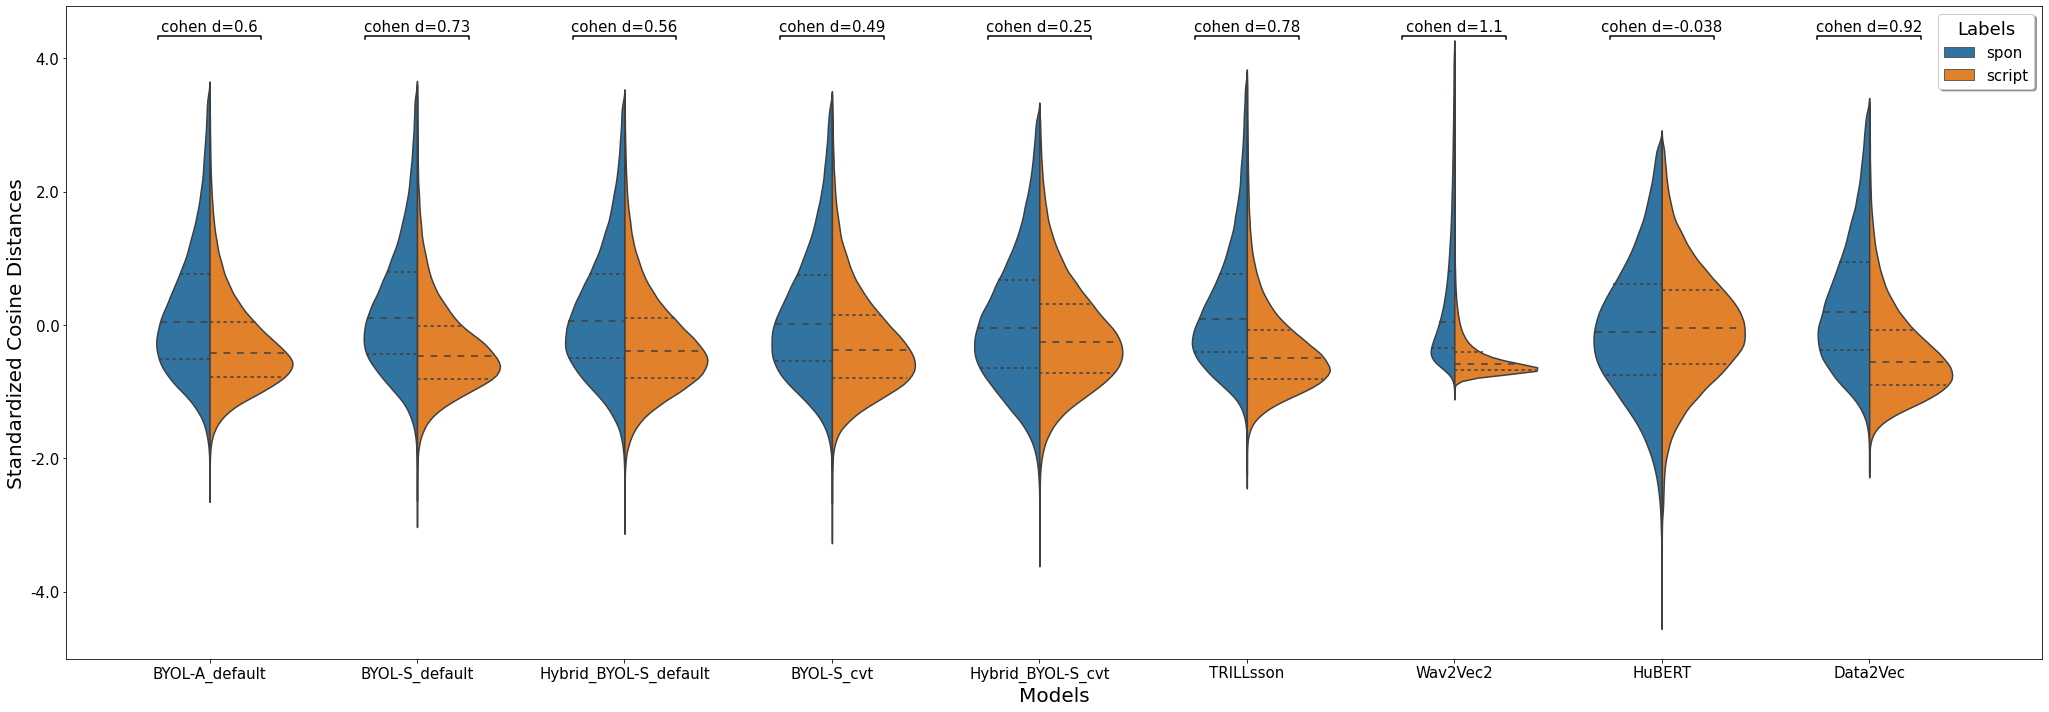 cohen d=0.6 cohen d=0.73 cohen d=0.56 cohen d=0.49 cohen d=0.25 cohen d=0.78 cohen d=1.1 cohen d=-0.038 cohen d=0.92
Labels
spon
script
4.0
2.0
0.0
-2.0
-4.0
Standardized Cosine Distances
BYOL-A_default BYOL-S_default Hybrid_BYOL-S_default BYOL-S_cvt Hybrid_BYOL-S_cvt TRILLsson Wav2Vec2 HuBERT Data2Vec
Models